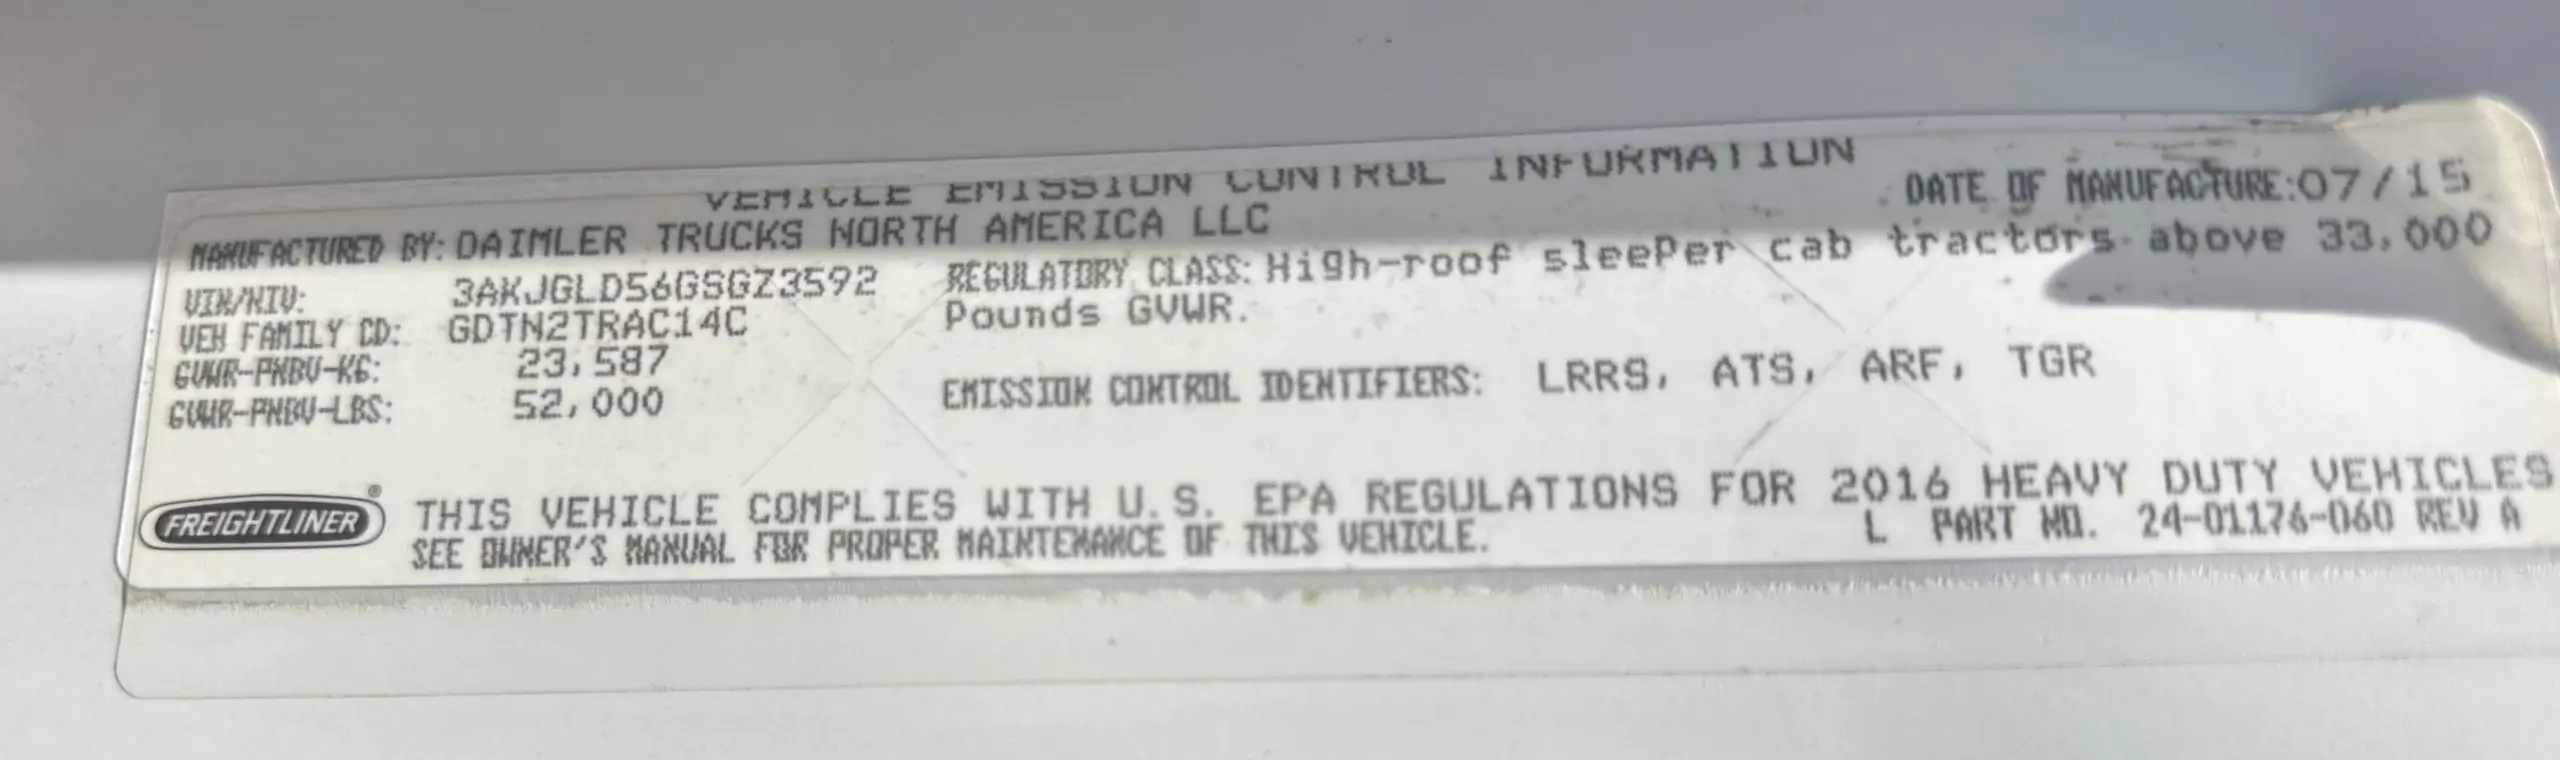 VEHICLE EMISSION CONTROL INFORMATION
MANUFACTURED BY: DAIMLER TRUCKS NORTH AMERICA LLC DATE OF MANUFACTURE: 07/15
VIN/NIV: 3AKJGLD56GSGZ3592 REGULATORY CLASS: High-roof sleeper cab tractors above 33,000
VEH FAMILY CD: GDTN2TRAC14C Pounds GVWR.
GVWR-PNBV-KG: 23,587
GVWR-PNBV-LBS: 52,000 EMISSION CONTROL IDENTIFIERS: LRRS, ATS, ARF, TGR
FREIGHTLINER® THIS VEHICLE COMPLIES WITH U.S. EPA REGULATIONS FOR 2016 HEAVY DUTY VEHICLES
SEE OWNER'S MANUAL FOR PROPER MAINTENANCE OF THIS VEHICLE. L PART NO. 24-01176-060 REV A